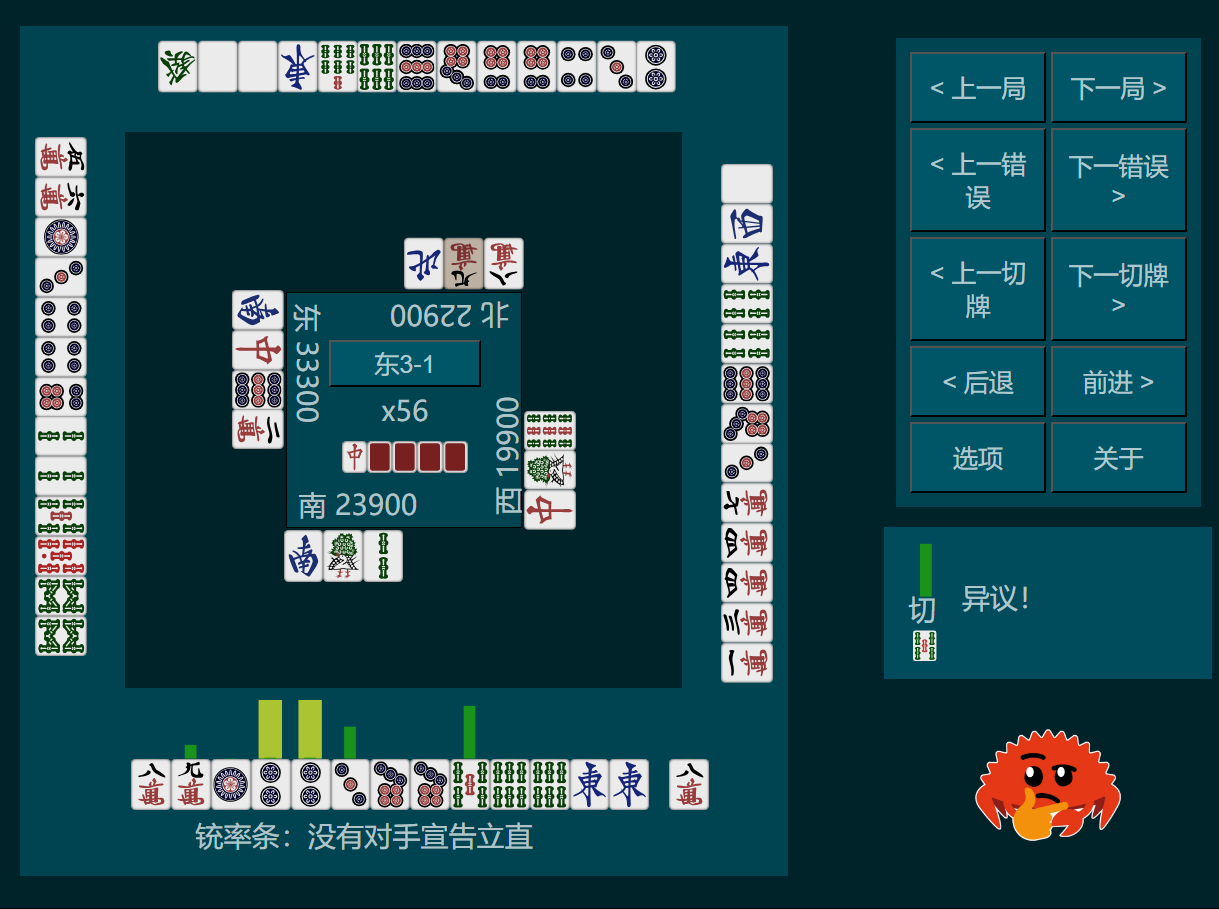 北 22900
东 33300
东3-1
x56
西 19900
南 23900
铳率条：没有对手宣告立直
< 上一局
下一局 >
< 上一错
误
下一错误
>
< 上一切
牌
下一切牌
>
< 后退
前进 >
选项
关于
切
异议！